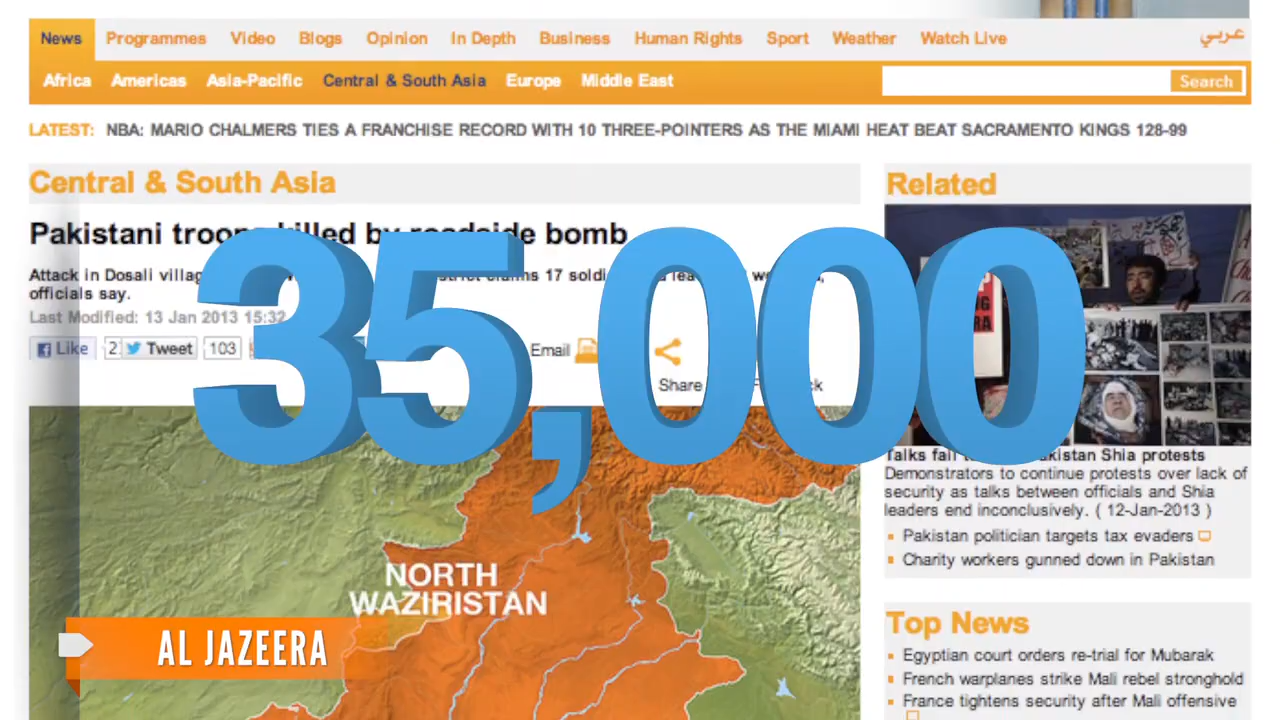 News Programmes Video Blogs Opinion In Depth Business Human Rights Sport Weather Watch Live عربي
Africa Americas Asia-Pacific Central & South Asia Europe Middle East Search
LATEST: NBA: MARIO CHALMERS TIES A FRANCHISE RECORD WITH 10 THREE-POINTERS AS THE MIAMI HEAT BEAT SACRAMENTO KINGS 128-99
Central & South Asia
Pakistani troops killed by roadside bomb
Attack in Dosali 17
officials say.
Last Modified: 13 Jan 2013 15:32
Like Tweet 103 Email
Share
35,000
NORTH
WAZIRISTAN
AL JAZEERA
Related
Talks Pakistan Shia protests
Demonstrators to continue protests over lack of
security as talks between officials and Shia
leaders end inconclusively. ( 12-Jan-2013 )
Pakistan politician targets tax evaders
Charity workers gunned down in Pakistan
Top News
Egyptian court orders re-trial for Mubarak
French warplanes strike Mali rebel stronghold
France tightens security after Mali offensive